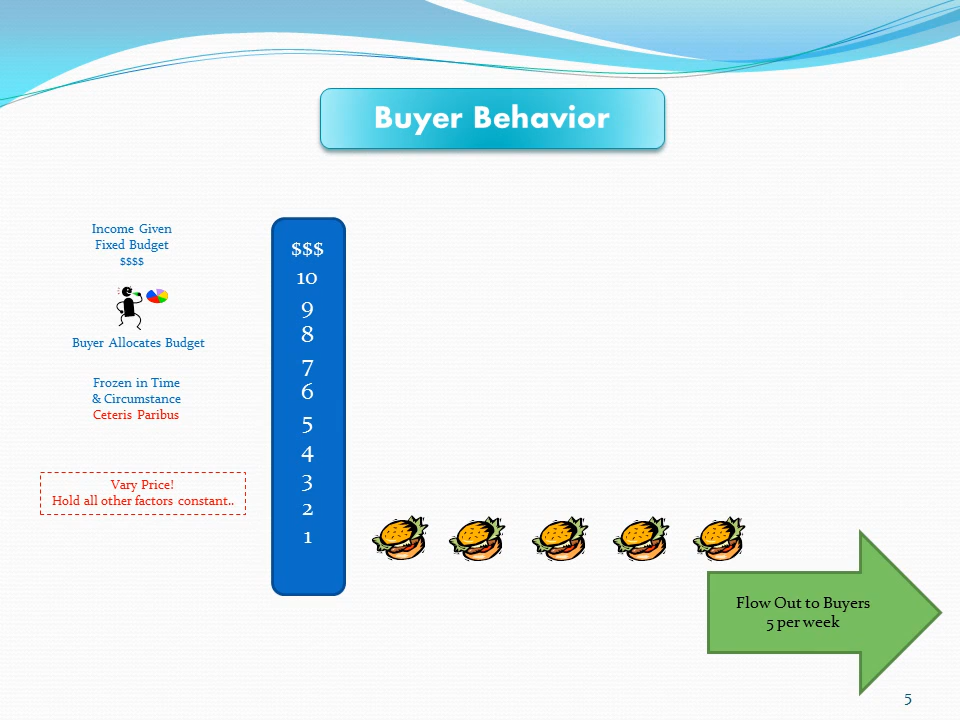 Buyer Behavior
Income Given
Fixed Budget
$$$$
Buyer Allocates Budget
Frozen in Time
& Circumstance
Ceteris Paribus
Vary Price!
Hold all other factors constant..
$$$
10
9
8
7
6
5
4
3
2
1
Flow Out to Buyers
5 per week
5